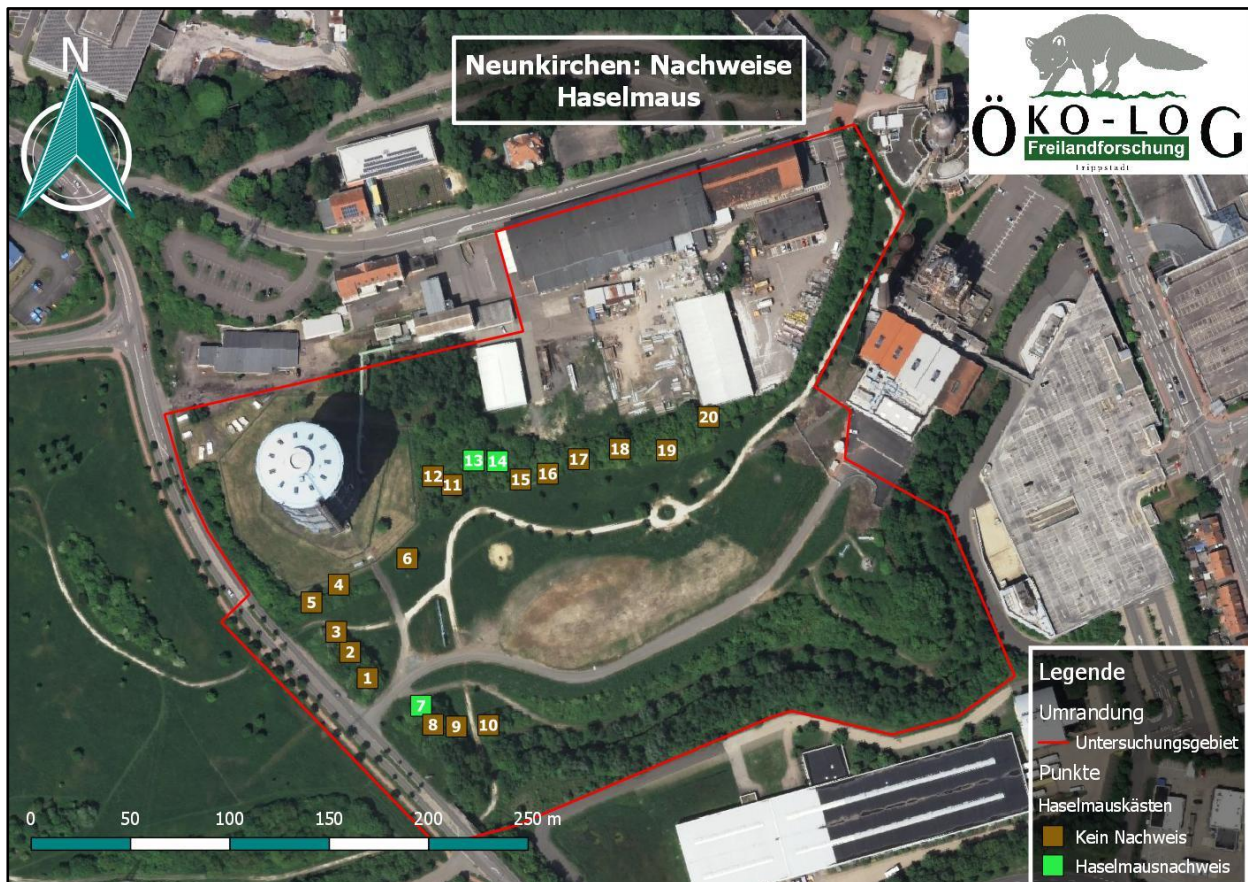 N
Neunkirchen: Nachweise
Haselmaus
ÖKO-LOG
Freilandforschung
Trippstadt
20
13 14
17 18 19
12 11 15 16
6
4
5
3
2
1
7
8 9 10
0 50 100 150 200 250 m
Legende
Umrandung
Untersuchungsgebiet
Punkte
Haselmauskästen
Kein Nachweis
Haselmausnachweis